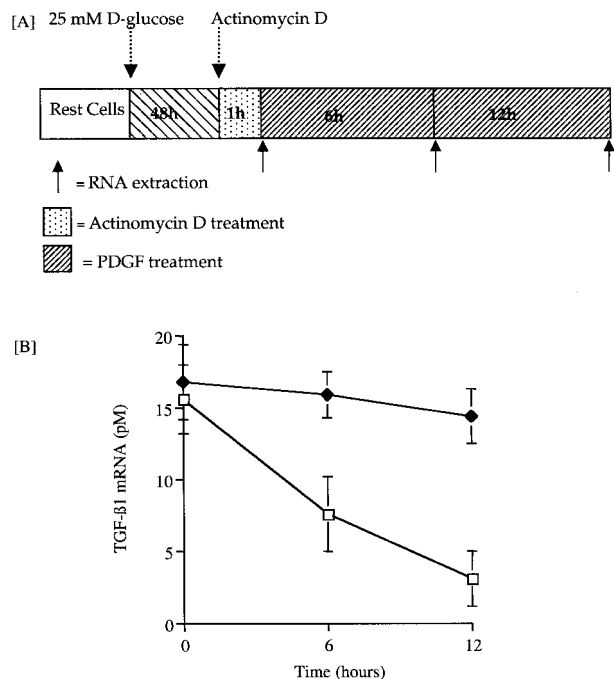 [A] 25 mM D-glucose Actinomycin D
Rest Cells 48h 1h 6h 12h
= RNA extraction
= Actinomycin D treatment
= PDGF treatment
[B]
20
15
10
5
0
TGF-ß1 mRNA (pM)
0 6 12
Time (hours)